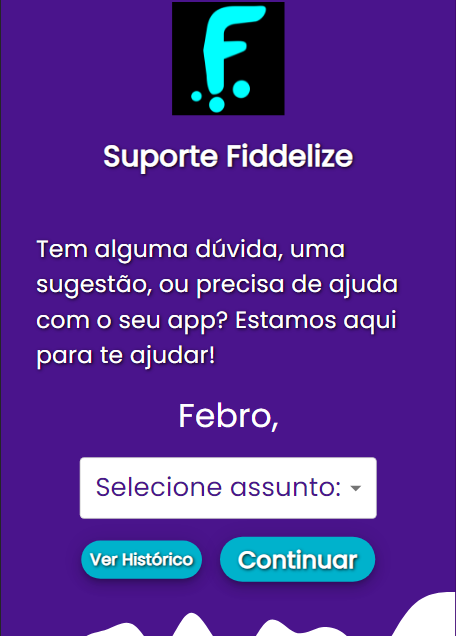 F
Suporte Fiddelize
Tem alguma dúvida, uma
sugestão, ou precisa de ajuda
com o seu app? Estamos aqui
para te ajudar!
Febro,
Selecione assunto:
Ver Histórico Continuar